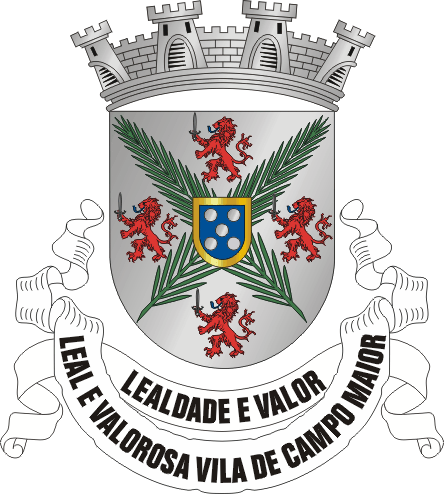 LEALDADE E VALOR
LEAL E VALOROSA VILA DE CAMPO MAIOR